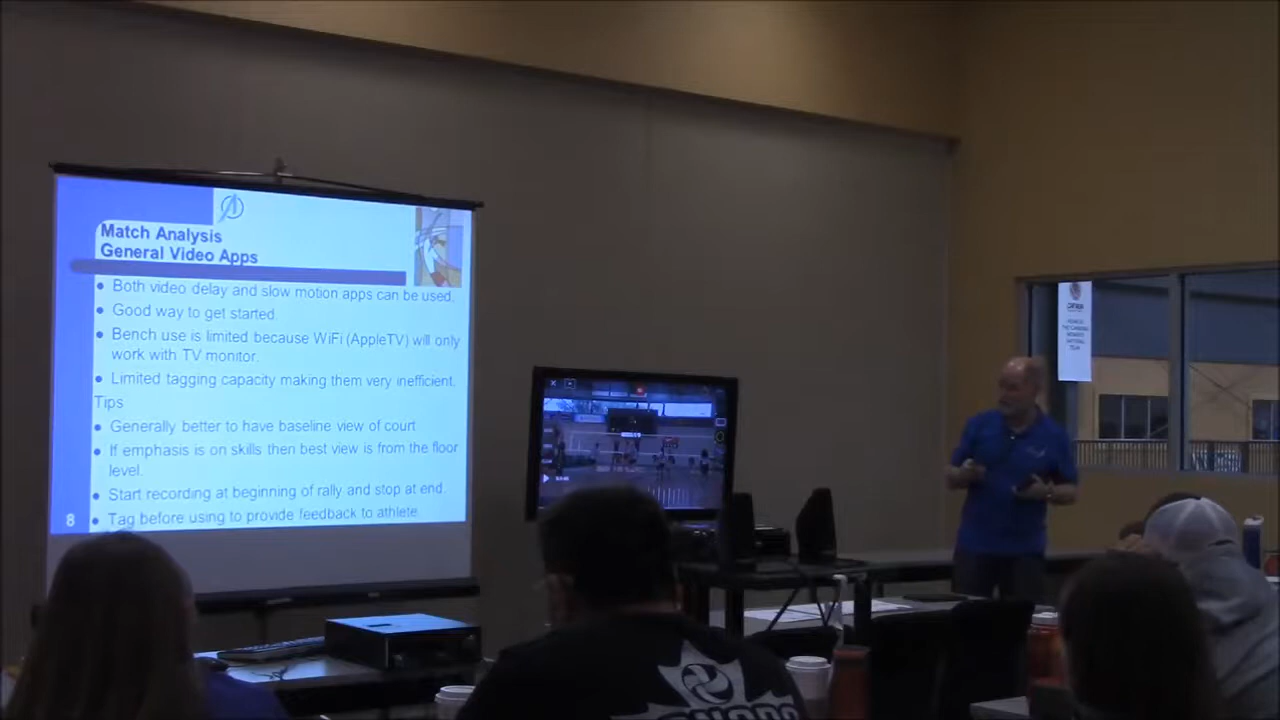 Match Analysis
General Video Apps
• Both video delay and slow motion apps can be used.
• Good way to get started.
• Bench use is limited because WiFi (AppleTV) will only
work with TV monitor.
• Limited tagging capacity making them very inefficient.
Tips
• Generally better to have baseline view of court
• If emphasis is on skills then best view is from the floor
level.
• Start recording at beginning of rally and stop at end.
• Tag before using to provide feedback to athlete.
8